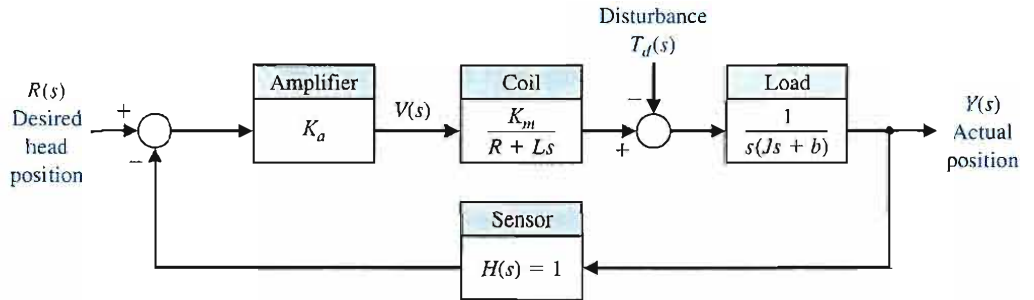 Disturbance
T_d(s)
R(s)
Desired
head
position
+
−
Amplifier
K_a
V(s)
Coil
K_m
R + Ls
−
+
Load
1
s(Js + b)
Y(s)
Actual
position
Sensor
H(s) = 1